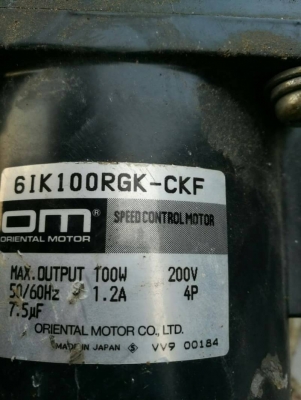 6IK100RGK-CKF
OM® SPEED CONTROL MOTOR
ORIENTAL MOTOR
MAX.OUTPUT 100W 200V
50/60Hz 1.2A 4P
7.5µF
ORIENTAL MOTOR CO., LTD.
MADE IN JAPAN Ⓢ VV9 00184